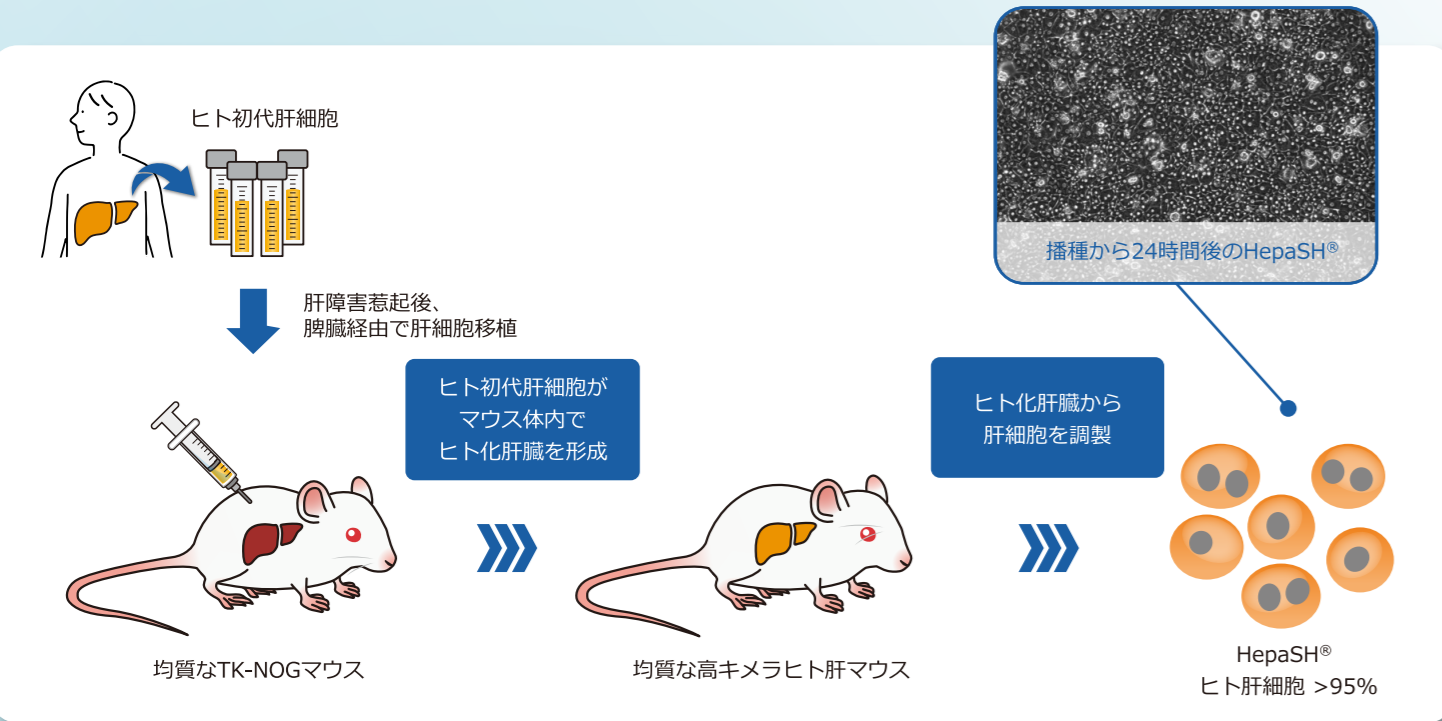 ヒト初代肝細胞
肝障害惹起後、
脾臓経由で肝細胞移植
ヒト初代肝細胞が
マウス体内で
ヒト化肝臓を形成
ヒト化肝臓から
肝細胞を調製
播種から24時間後のHepaSH®
均質なTK-NOGマウス
均質な高キメラヒト肝マウス
HepaSH®
ヒト肝細胞 >95%